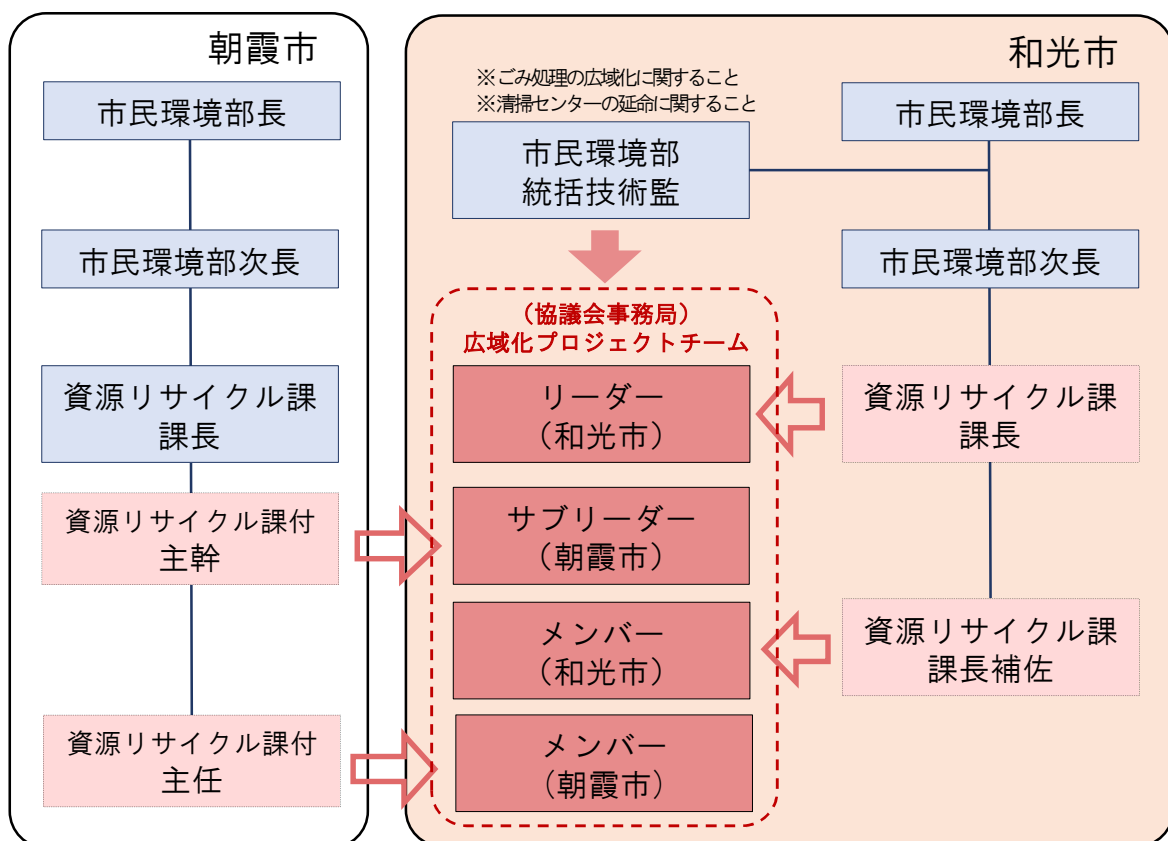 朝霞市
市民環境部長
市民環境部次長
資源リサイクル課
課長
資源リサイクル課付
主幹
資源リサイクル課付
主任
和光市
※ごみ処理の広域化に関すること
※清掃センターの延命に関すること
市民環境部
統括技術監
(協議会事務局)
広域化プロジェクトチーム
リーダー
(和光市)
サブリーダー
(朝霞市)
メンバー
(和光市)
メンバー
(朝霞市)
市民環境部長
市民環境部次長
資源リサイクル課
課長
資源リサイクル課
課長補佐